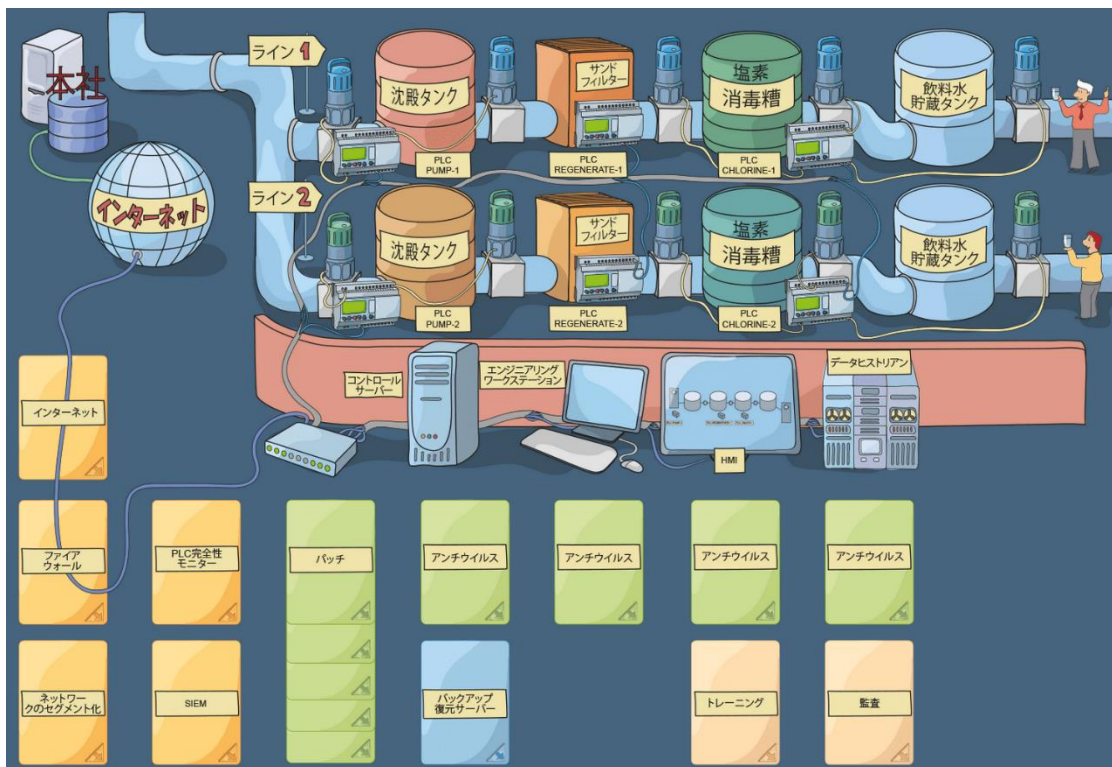 本社
インターネット
ライン 1
沈殿タンク
サンド
フィルター
塩素
消毒糟
飲料水
貯蔵タンク
PLC
PUMP-1
PLC
REGENERATE-1
PLC
CHLORINE-1
ライン 2
沈殿タンク
サンド
フィルター
塩素
消毒糟
飲料水
貯蔵タンク
PLC
PUMP-2
PLC
REGENERATE-2
PLC
CHLORINE-2
コントロール
サーバー
エンジニアリング
ワークステーション
HMI
データヒストリアン
インターネット
ファイア
ウォール
PLC完全性
モニター
パッチ
アンチウイルス
アンチウイルス
アンチウイルス
アンチウイルス
ネットワー
クのセグメント化
SIEM
バックアップ
復元サーバー
トレーニング
監査